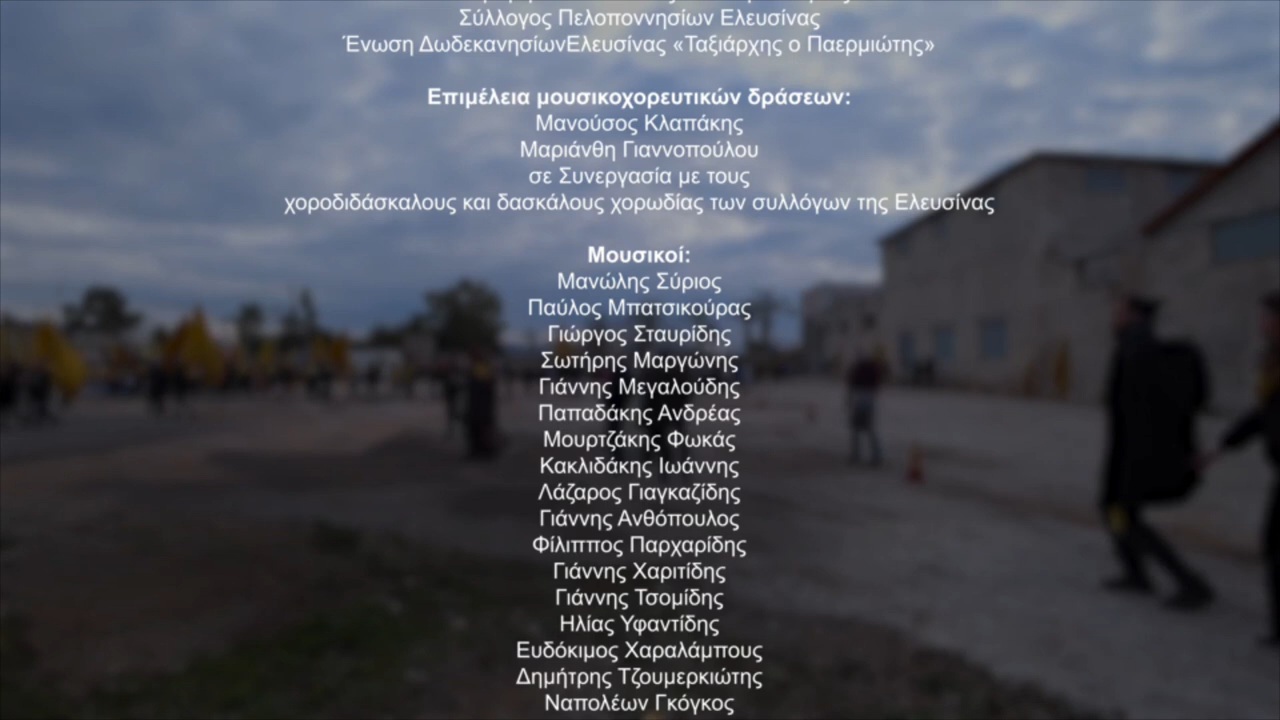 Σύλλογος Πελοποννησίων Ελευσίνας
Ένωση ΔωδεκανησίωνΕλευσίνας «Ταξιάρχης ο Παερμιώτης»
Επιμέλεια μουσικοχορευτικών δράσεων:
Μανούσος Κλαπάκης
Μαριάνθη Γιαννοπούλου
σε Συνεργασία με τους
χοροδιδάσκαλους και δασκάλους χορωδίας των συλλόγων της Ελευσίνας
Μουσικοί:
Μανώλης Σύριος
Παύλος Μπατσικούρας
Γιώργος Σταυρίδης
Σωτήρης Μαργώνης
Γιάννης Μεγαλούδης
Παπαδάκης Ανδρέας
Μουρτζάκης Φωκάς
Κακλιδάκης Ιωάννης
Λάζαρος Γιαγκαζίδης
Γιάννης Ανθόπουλος
Φίλιππος Παρχαρίδης
Γιάννης Χαριτίδης
Γιάννης Τσομίδης
Ηλίας Υφαντίδης
Ευδόκιμος Χαραλάμπους
Δημήτρης Τζουμερκιώτης
Ναπολέων Γκόγκος